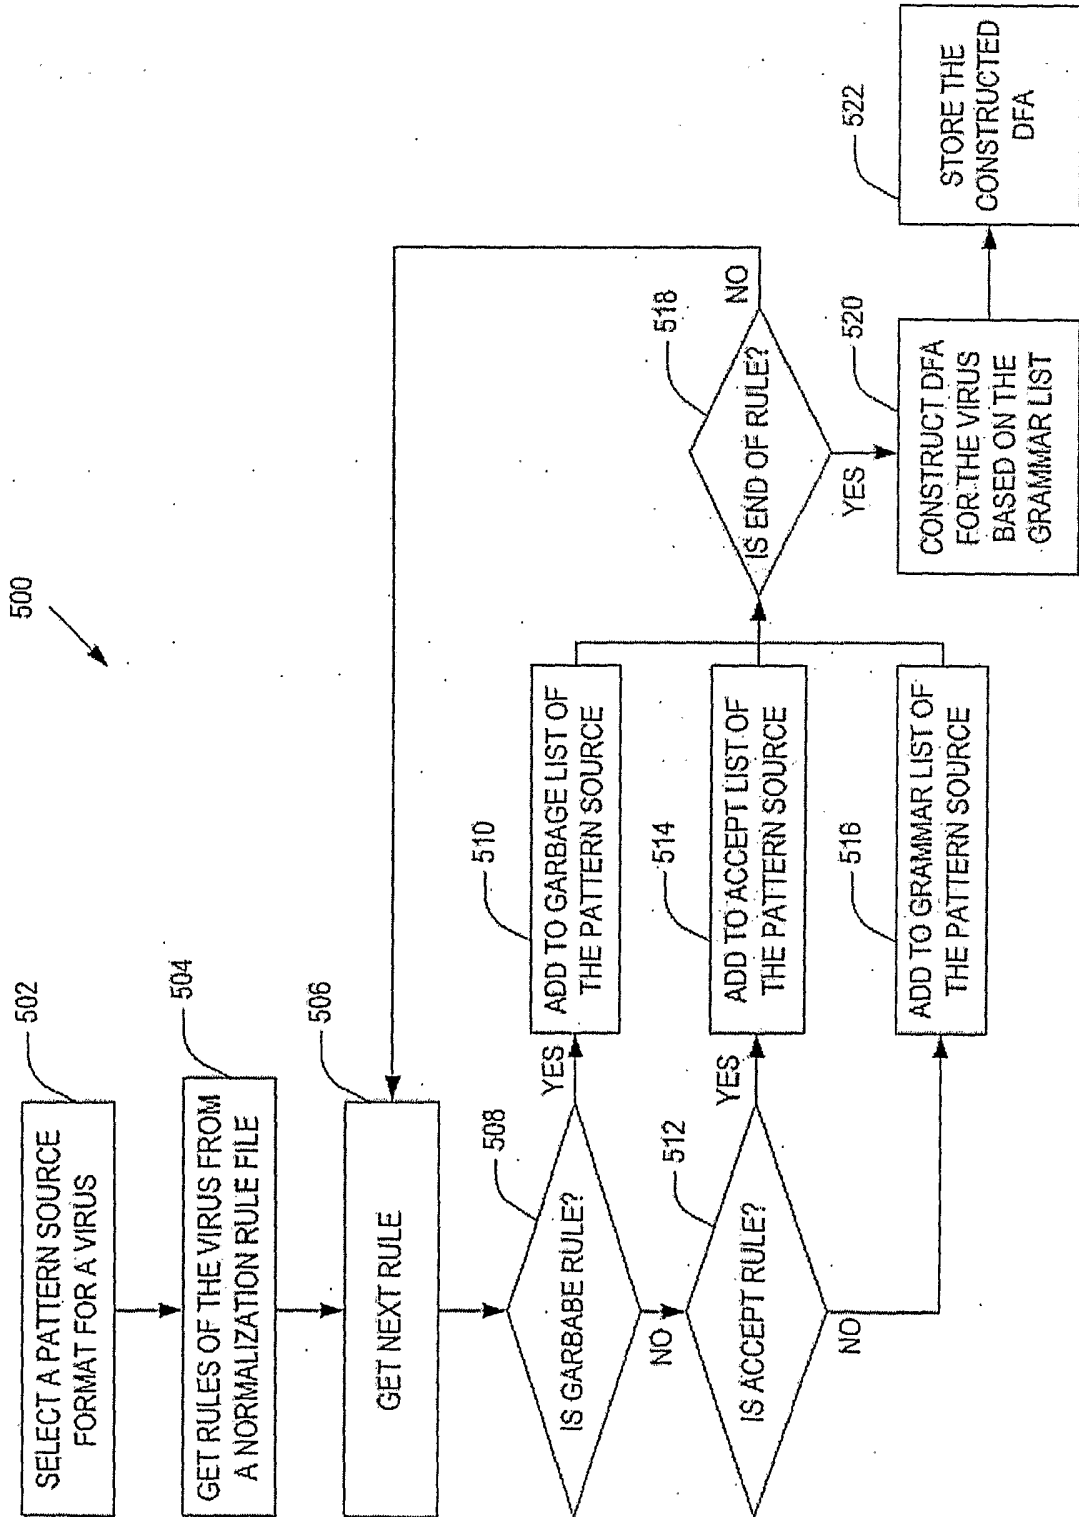 500
502
SELECT A PATTERN SOURCE
FORMAT FOR A VIRUS
504
GET RULES OF THE VIRUS FROM
A NORMALIZATION RULE FILE
506
GET NEXT RULE
508
IS GARBABE RULE?
YES
NO
510
ADD TO GARBAGE LIST OF
THE PATTERN SOURCE
512
IS ACCEPT RULE?
YES
NO
514
ADD TO ACCEPT LIST OF
THE PATTERN SOURCE
516
ADD TO GRAMMAR LIST OF
THE PATTERN SOURCE
518
IS END OF RULE?
NO
YES
520
CONSTRUCT DFA
FOR THE VIRUS
BASED ON THE
GRAMMAR LIST
522
STORE THE
CONSTRUCTED
DFA